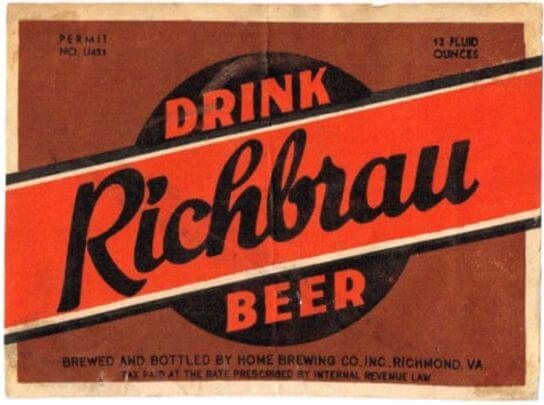 PERMIT
NO. U451
12 FLUID
OUNCES
DRINK
Richbrau
BEER
BREWED AND BOTTLED BY HOME BREWING CO., INC., RICHMOND, VA.
TAX PAID AT THE RATE PRESCRIBED BY INTERNAL REVENUE LAW